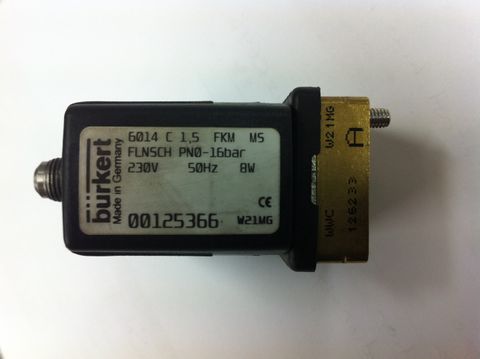 bürkert
Made in Germany
6014 C 1,5 FKM MS
FLNSCH PN0-16bar
230V 50Hz 8W
CE
00125366 W21MG
W21MG
A
WWC
126233